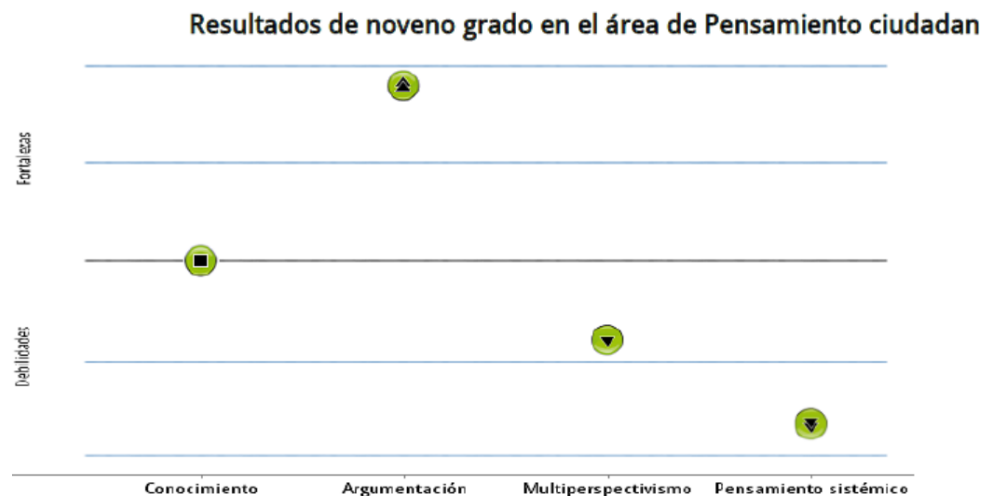 Resultados de noveno grado en el área de Pensamiento ciudadan
Fortalezas
Debilidades
Conocimiento Argumentación Multiperspectivismo Pensamiento sistémico